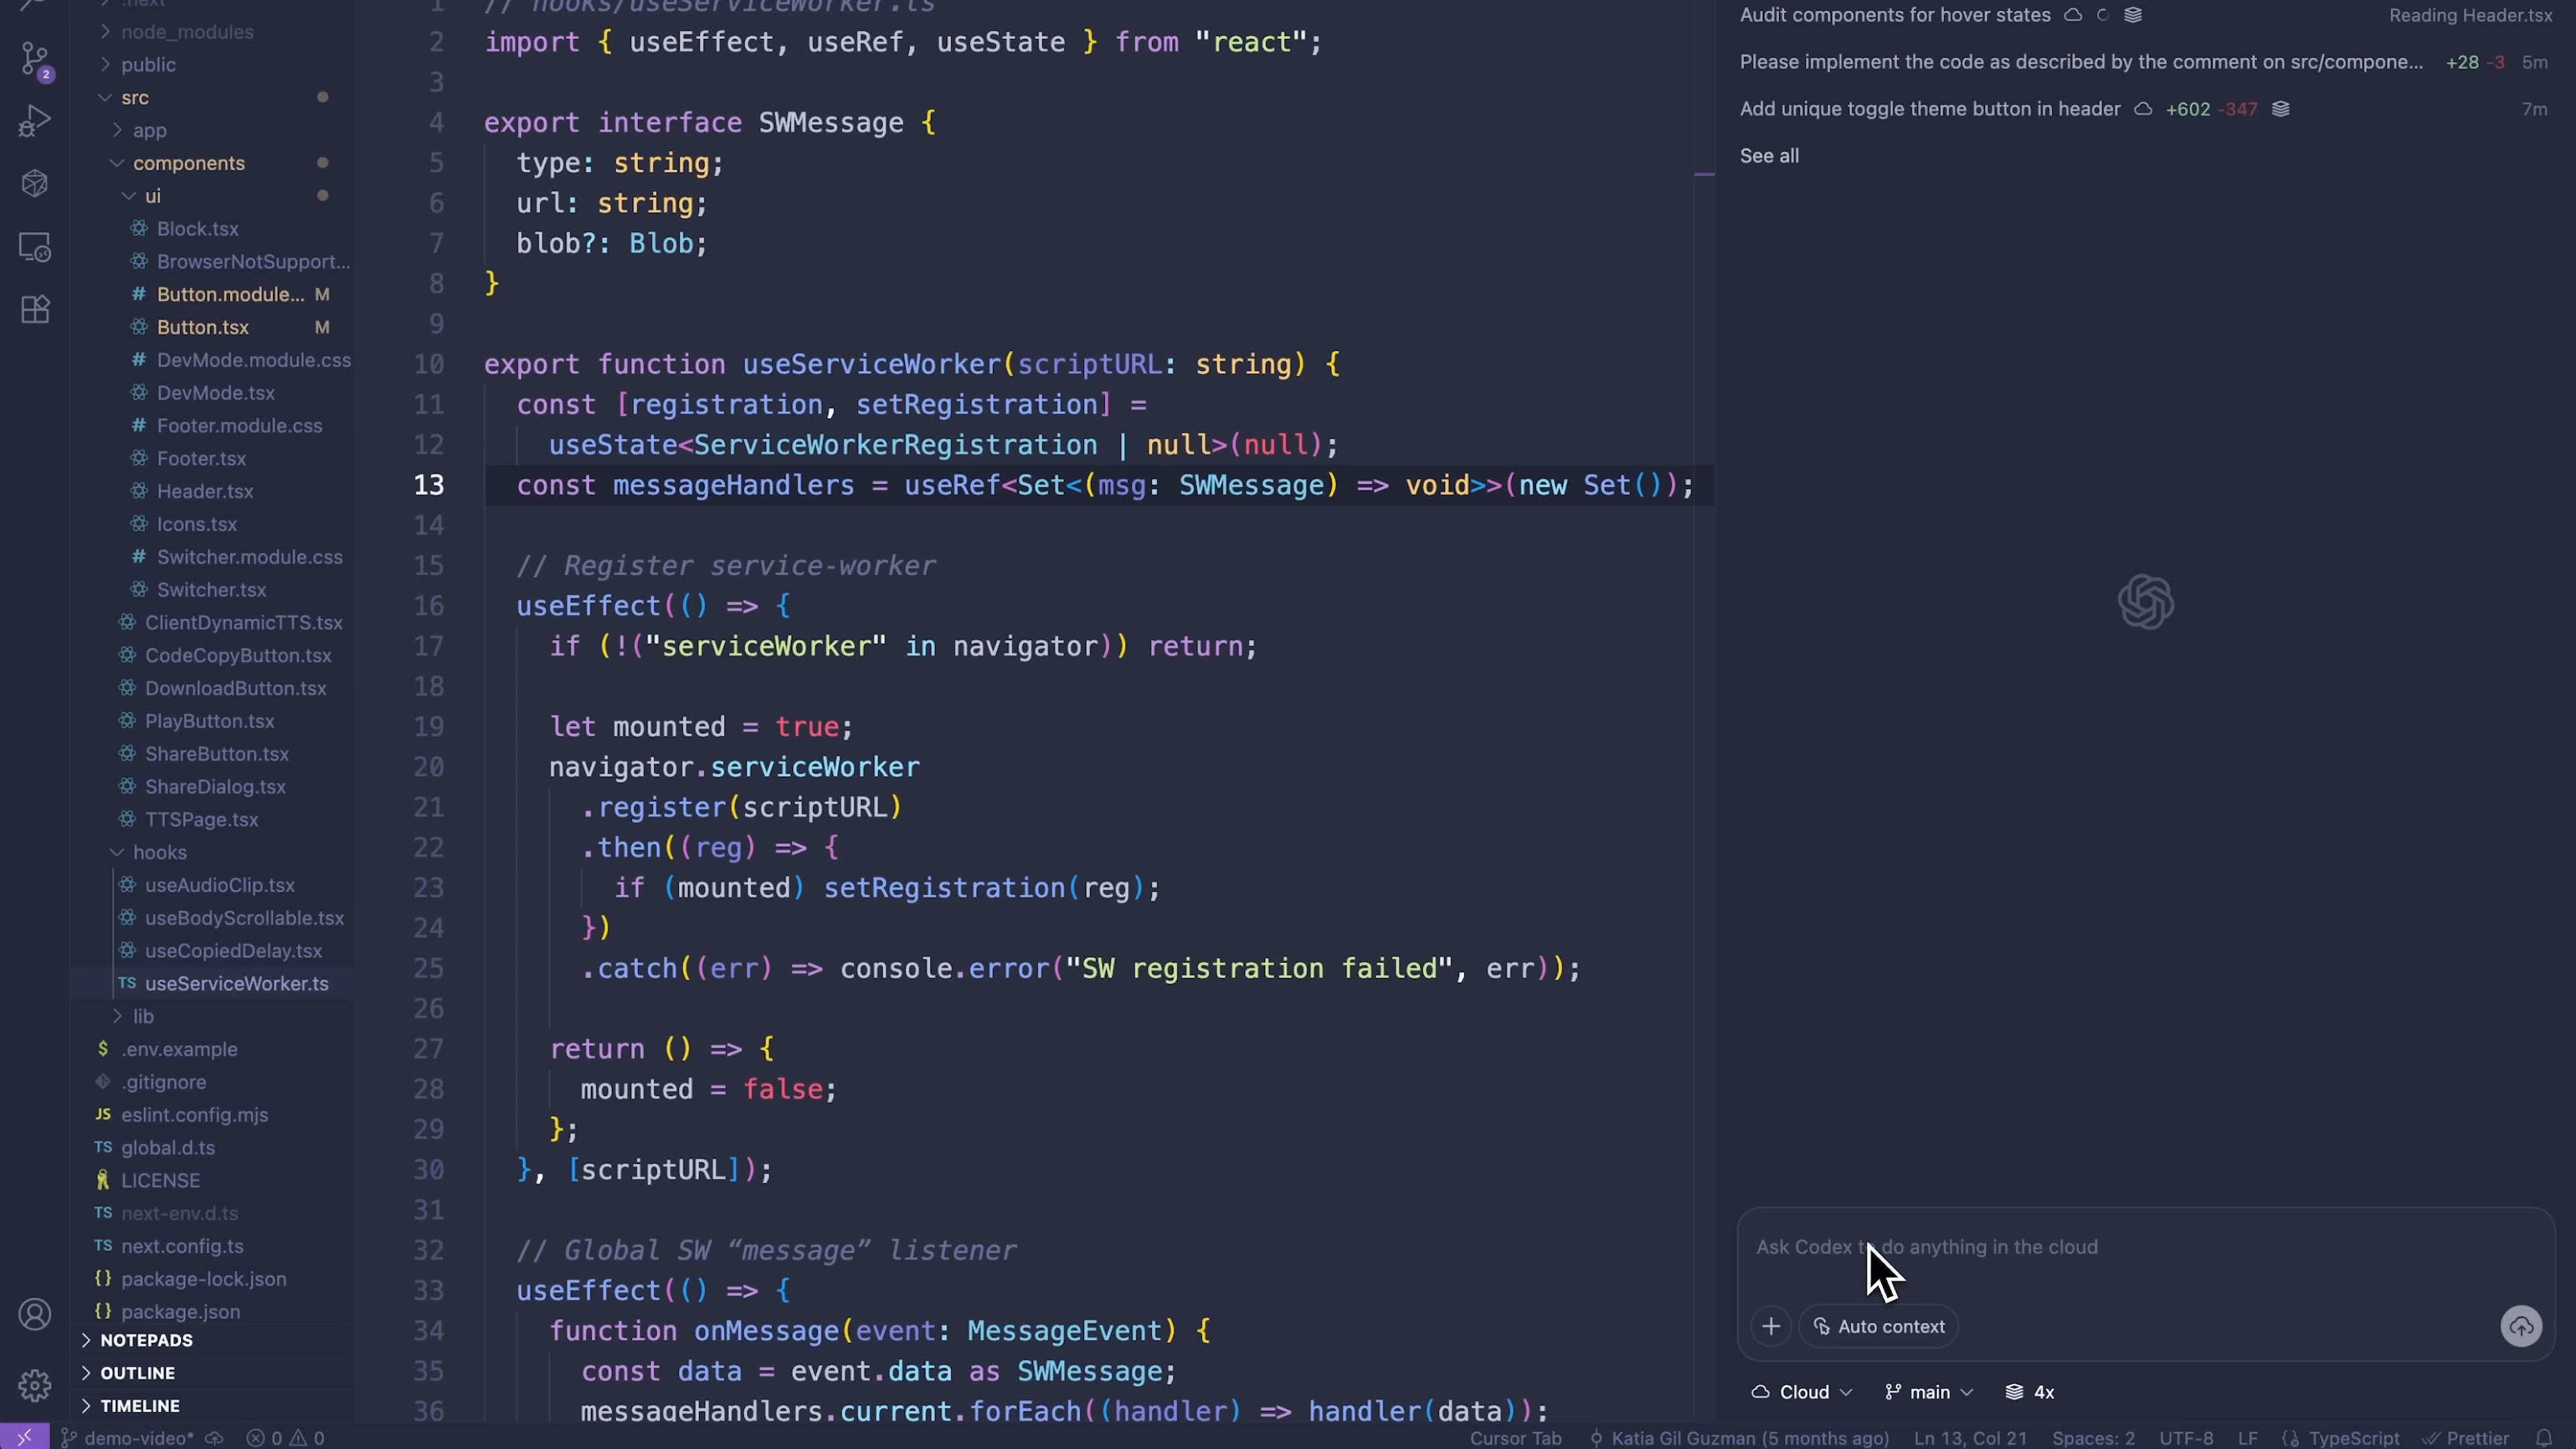 .next
node_modules
public
src
app
components
ui
Block.tsx
BrowserNotSupport...
Button.module... M
Button.tsx M
DevMode.module.css
DevMode.tsx
Footer.module.css
Footer.tsx
Header.tsx
Icons.tsx
Switcher.module.css
Switcher.tsx
ClientDynamicTTS.tsx
CodeCopyButton.tsx
DownloadButton.tsx
PlayButton.tsx
ShareButton.tsx
ShareDialog.tsx
TTSPage.tsx
hooks
useAudioClip.tsx
useBodyScrollable.tsx
useCopiedDelay.tsx
TS useServiceWorker.ts
lib
$ .env.example
.gitignore
JS eslint.config.mjs
TS global.d.ts
LICENSE
TS next-env.d.ts
TS next.config.ts
{} package-lock.json
{} package.json
NOTEPADS
OUTLINE
TIMELINE
2
1 // hooks/useServiceWorker.ts
2 import { useEffect, useRef, useState } from "react";
3
4 export interface SWMessage {
5 type: string;
6 url: string;
7 blob?: Blob;
8 }
9
10 export function useServiceWorker(scriptURL: string) {
11 const [registration, setRegistration] =
12 useState<ServiceWorkerRegistration | null>(null);
13 const messageHandlers = useRef<Set<(msg: SWMessage) => void>>(new Set());
14
15 // Register service-worker
16 useEffect(() => {
17 if (!("serviceWorker" in navigator)) return;
18
19 let mounted = true;
20 navigator.serviceWorker
21 .register(scriptURL)
22 .then((reg) => {
23 if (mounted) setRegistration(reg);
24 })
25 .catch((err) => console.error("SW registration failed", err));
26
27 return () => {
28 mounted = false;
29 };
30 }, [scriptURL]);
31
32 // Global SW “message” listener
33 useEffect(() => {
34 function onMessage(event: MessageEvent) {
35 const data = event.data as SWMessage;
36 messageHandlers.current.forEach((handler) => handler(data));
Audit components for hover states Reading Header.tsx
Please implement the code as described by the comment on src/compone... +28 -3 5m
Add unique toggle theme button in header +602 -347 7m
See all
Ask Codex to do anything in the cloud
Auto context
Cloud main 4x
demo-video* 0 0 Cursor Tab Katia Gil Guzman (5 months ago) Ln 13, Col 21 Spaces: 2 UTF-8 LF {} TypeScript Prettier